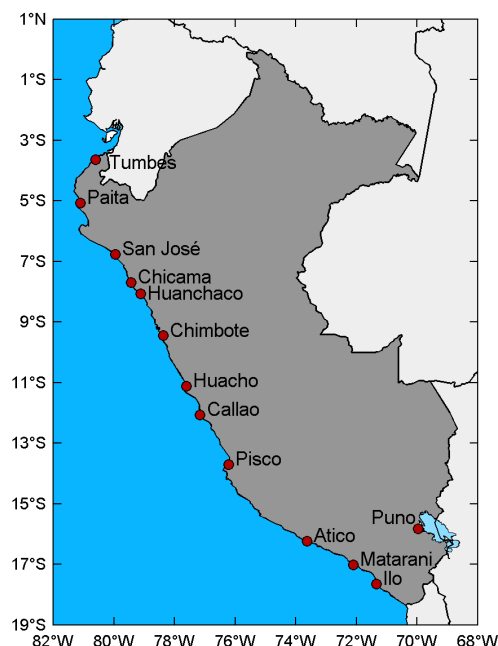 1°N
1°S
3°S
Tumbes
5°S
Paita
San José
7°S
Chicama
Huanchaco
9°S
Chimbote
11°S
Huacho
Callao
13°S
Pisco
15°S
Puno
Atico
17°S
Matarani
Ilo
19°S
82°W 80°W 78°W 76°W 74°W 72°W 70°W 68°W